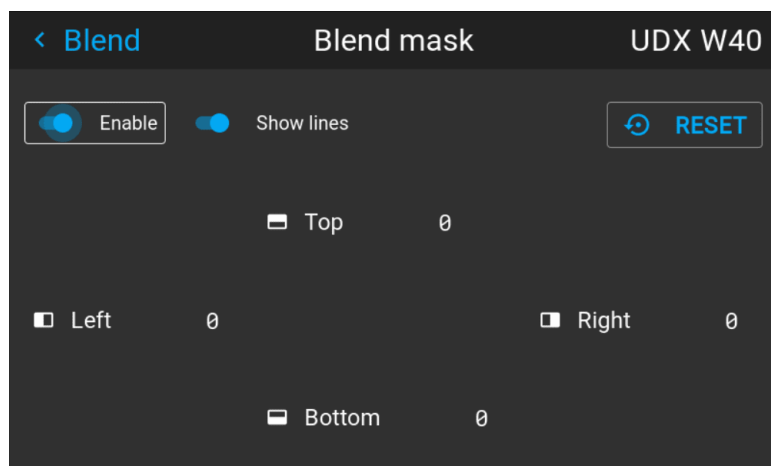 Blend Blend mask UDX W40
Enable Show lines RESET
Top 0
Left 0 Right 0
Bottom 0